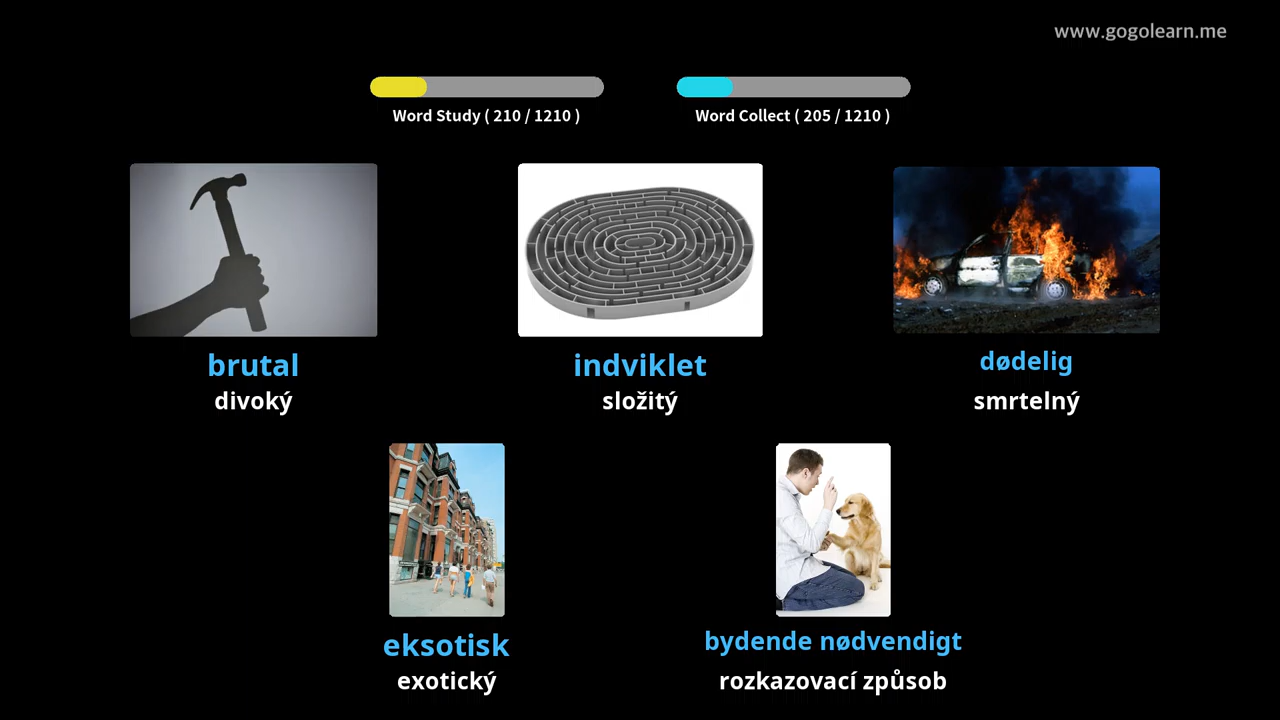 www.gogolearn.me
Word Study ( 210 / 1210 )
Word Collect ( 205 / 1210 )
brutal
divoký
indviklet
složitý
dødelig
smrtelný
eksotisk
exotický
bydende nødvendigt
rozkazovací způsob